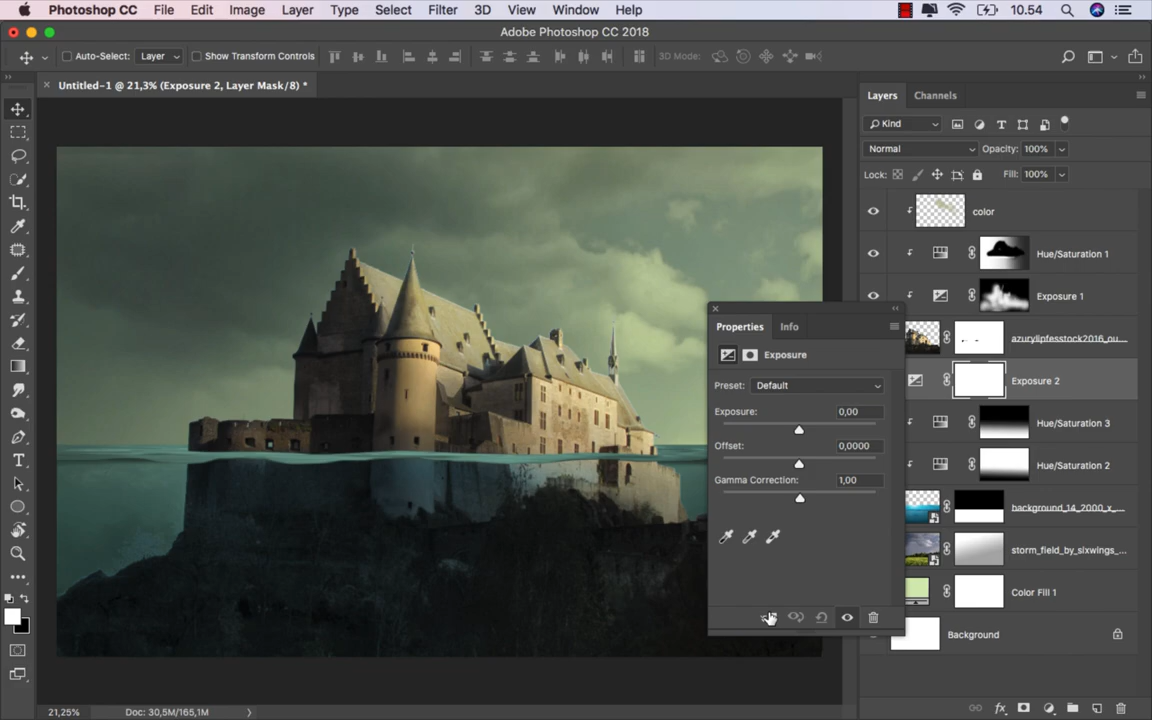 Photoshop CC File Edit Image Layer Type Select Filter 3D View Window Help 10.54
Adobe Photoshop CC 2018
Auto-Select: Layer Show Transform Controls 3D Mode:
Untitled-1 @ 21,3% (Exposure 2, Layer Mask/8) *
Layers Channels
Kind
Normal Opacity: 100%
Lock: Fill: 100%
color
Hue/Saturation 1
Exposure 1
azurylipfesstock2016_ou...
Exposure 2
Hue/Saturation 3
Hue/Saturation 2
background_14_2000_x_...
storm_field_by_sixwings_...
Color Fill 1
Background
Properties Info
Exposure
Preset: Default
Exposure: 0,00
Offset: 0,0000
Gamma Correction: 1,00
21,25% Doc: 30,5M/165,1M